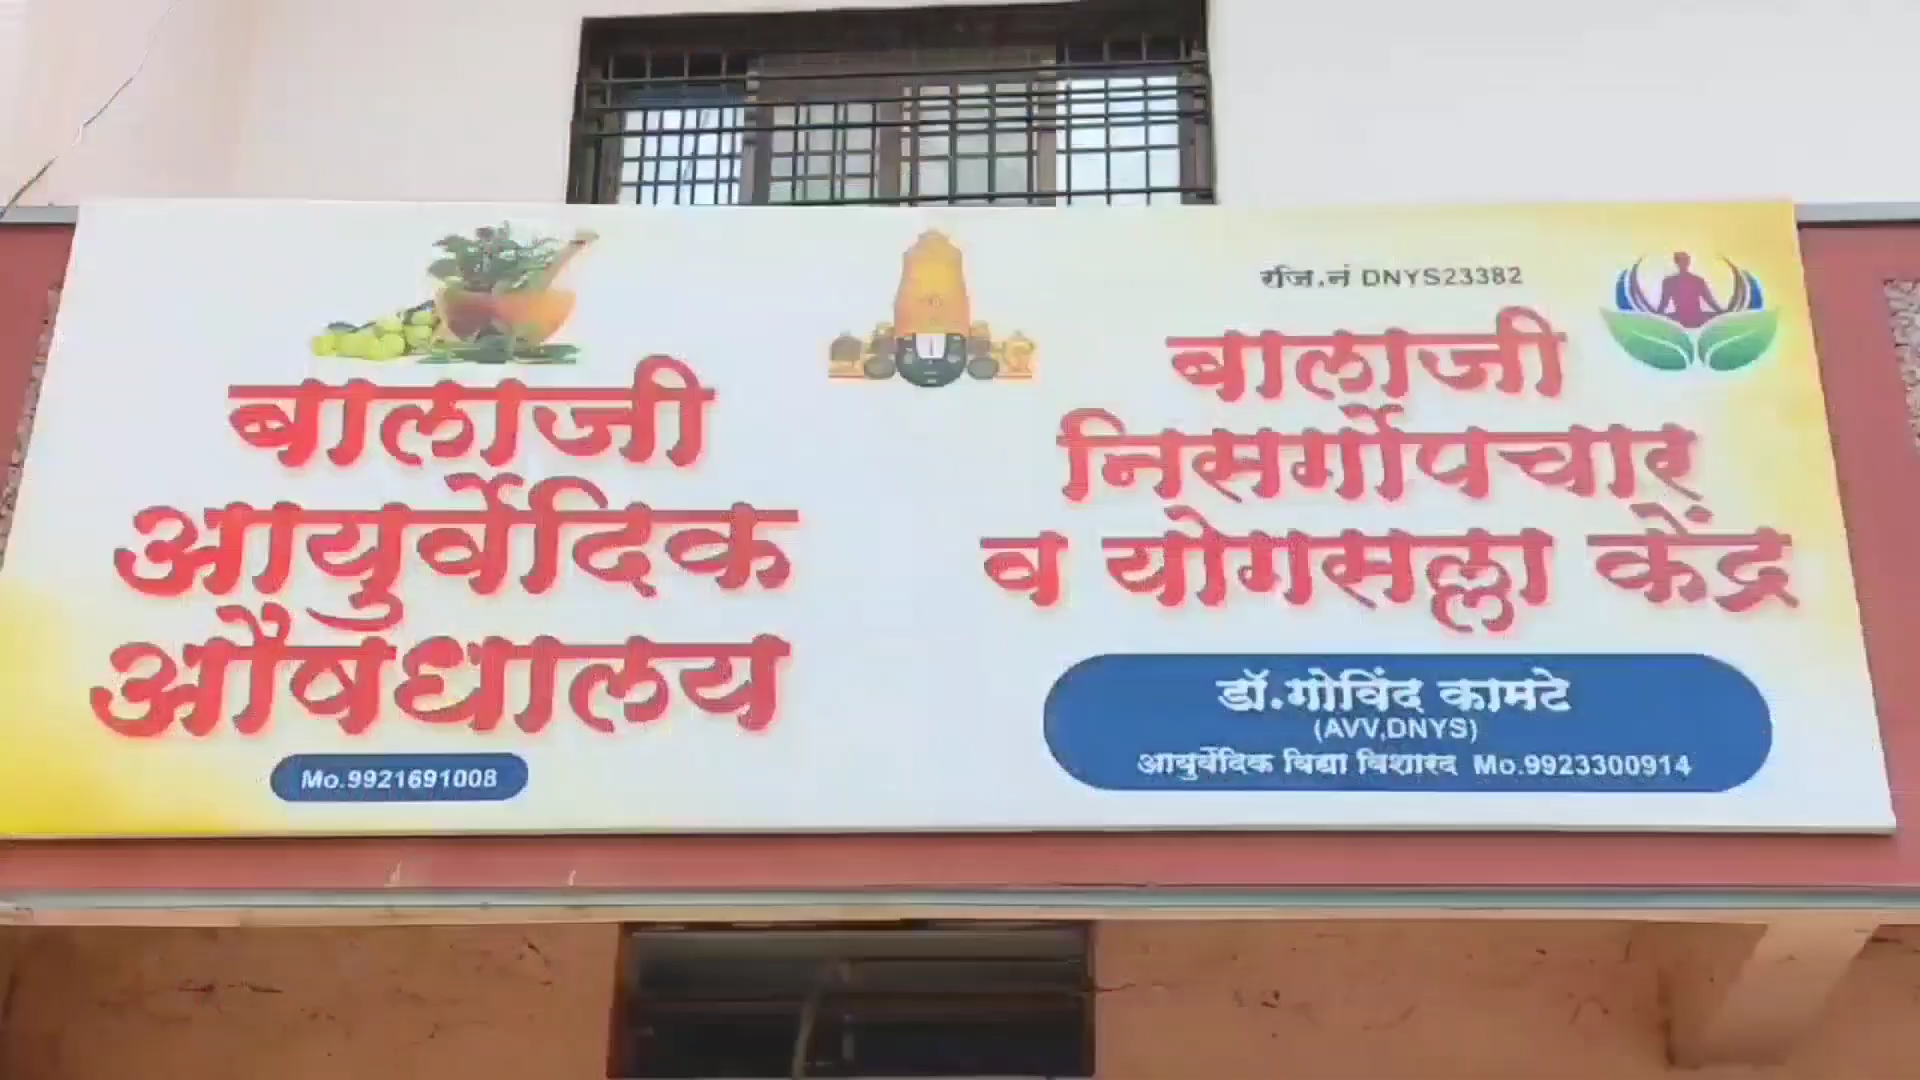 बालाजी
आयुर्वेदिक
औषधालय
Mo.9921691008
रजि.नं DNYS23382
बालाजी
निसर्गोपचार
व योगसल्ला केंद्र
डॉ.गोविंद कामटे
(AVV,DNYS)
आयुर्वेदिक विद्या विशारद Mo.9923300914